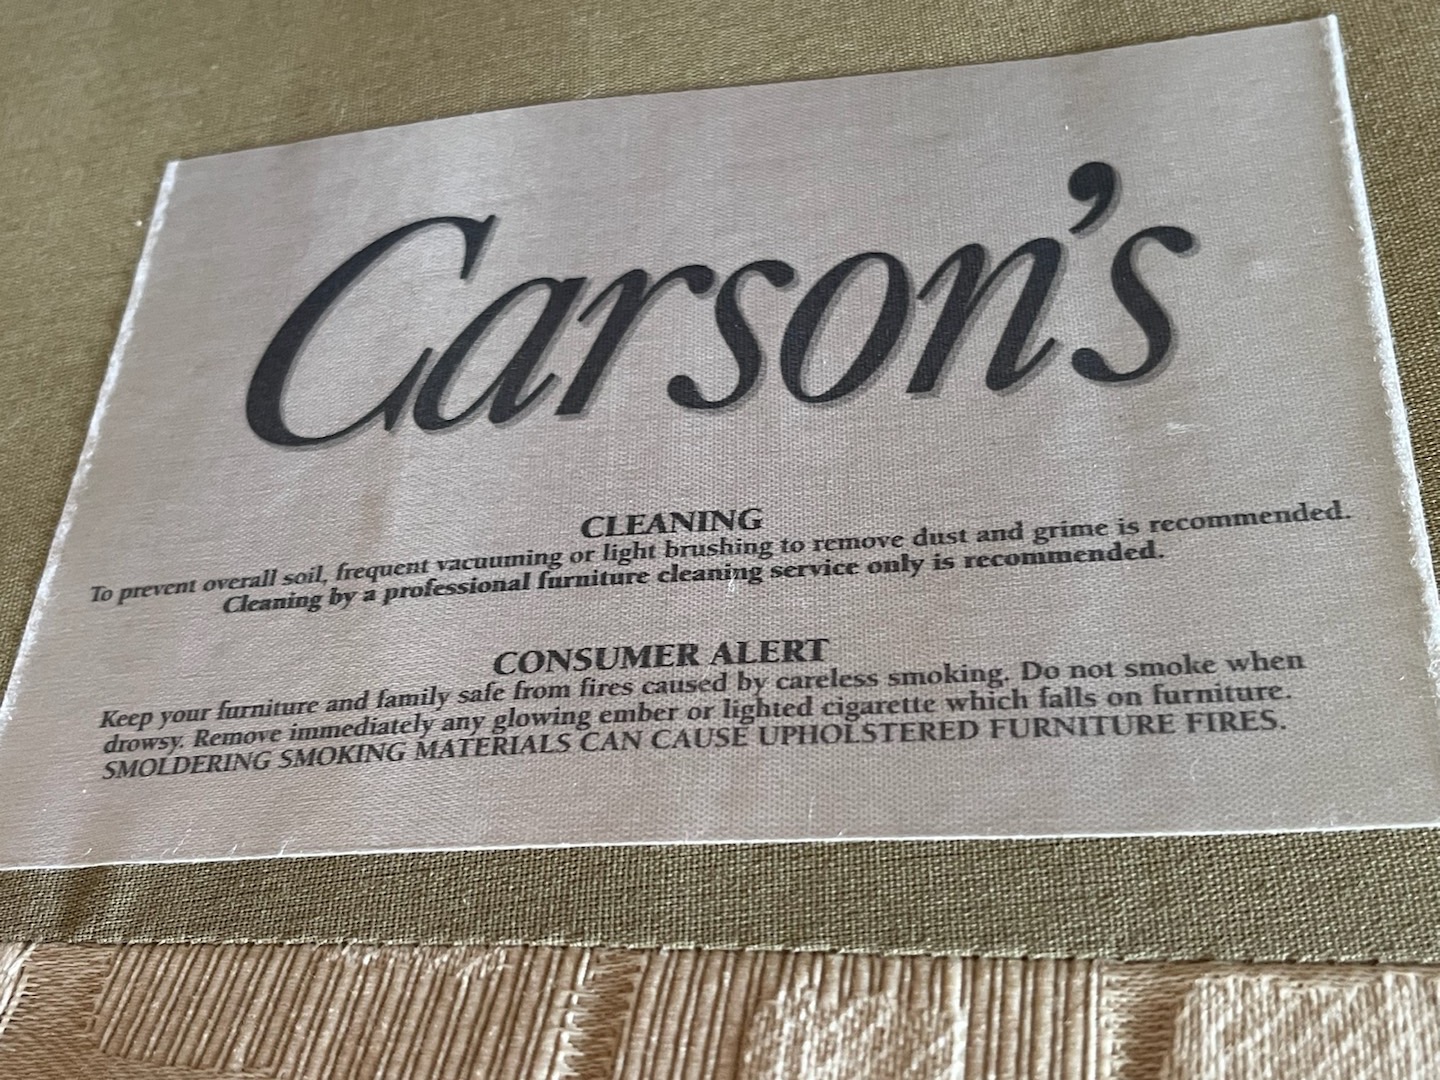 Carson's
CLEANING
To prevent overall soil, frequent vacuuming or light brushing to remove dust and grime is recommended.
Cleaning by a professional furniture cleaning service only is recommended.
CONSUMER ALERT
Keep your furniture and family safe from fires caused by careless smoking. Do not smoke when
drowsy. Remove immediately any glowing ember or lighted cigarette which falls on furniture.
SMOLDERING SMOKING MATERIALS CAN CAUSE UPHOLSTERED FURNITURE FIRES.